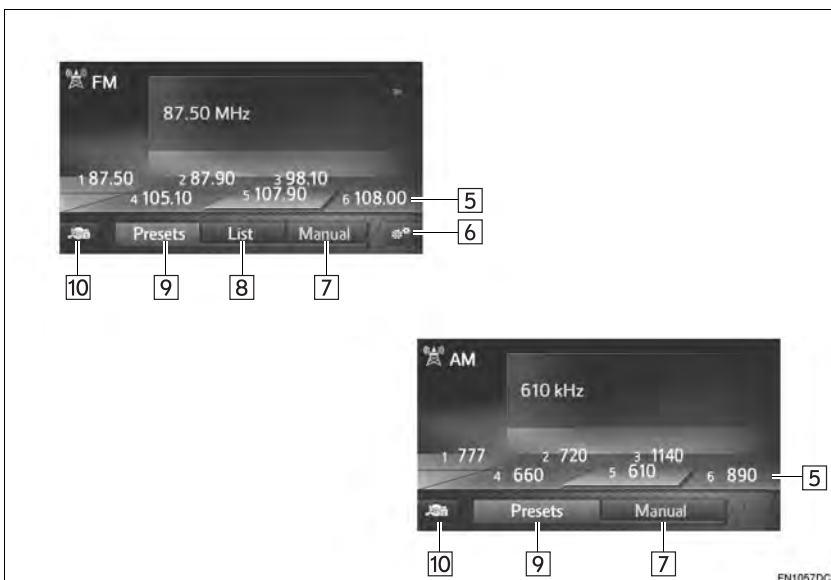 FM
87.50 MHz
1 87.50 2 87.90 3 98.10
4 105.10 5 107.90 6 108.00 5
Presets List Manual 6
10 9 8 7
AM
610 kHz
1 777 2 720 3 1140
4 660 5 610 6 890 5
Presets Manual
10 9 7
EN1057DC